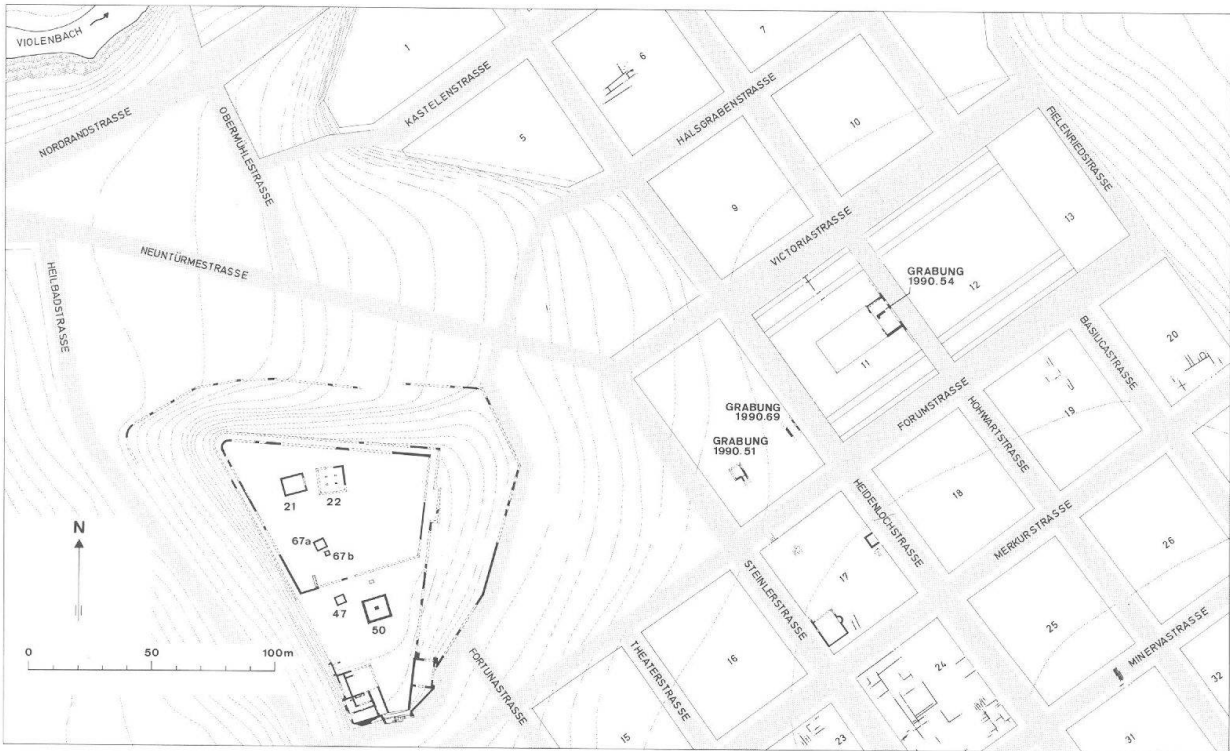 VIOLENBACH
NORDRANDSTRASSE
OBERMÜHLESTRASSE
KASTELENSTRASSE
1
5
6
7
HALSGRABENSTRASSE
9
10
VICTORIASTRASSE
FIELENRIEDSTRASSE
13
12
GRABUNG
1990.54
11
NEUNTÜRMESTRASSE
HEILBADSTRASSE
BASILICASTRASSE
20
19
FORUMSTRASSE
HOHWARTSTRASSE
GRABUNG
1990.69
GRABUNG
1990.51
18
HEIDENLOCHSTRASSE
MERKURSTRASSE
26
21
22
67a
67b
47
50
N
0 50 100m
17
STEINLERSTRASSE
25
MINERVASTRASSE
16
THEATERSTRASSE
FORTUNASTRASSE
24
32
15
23
31